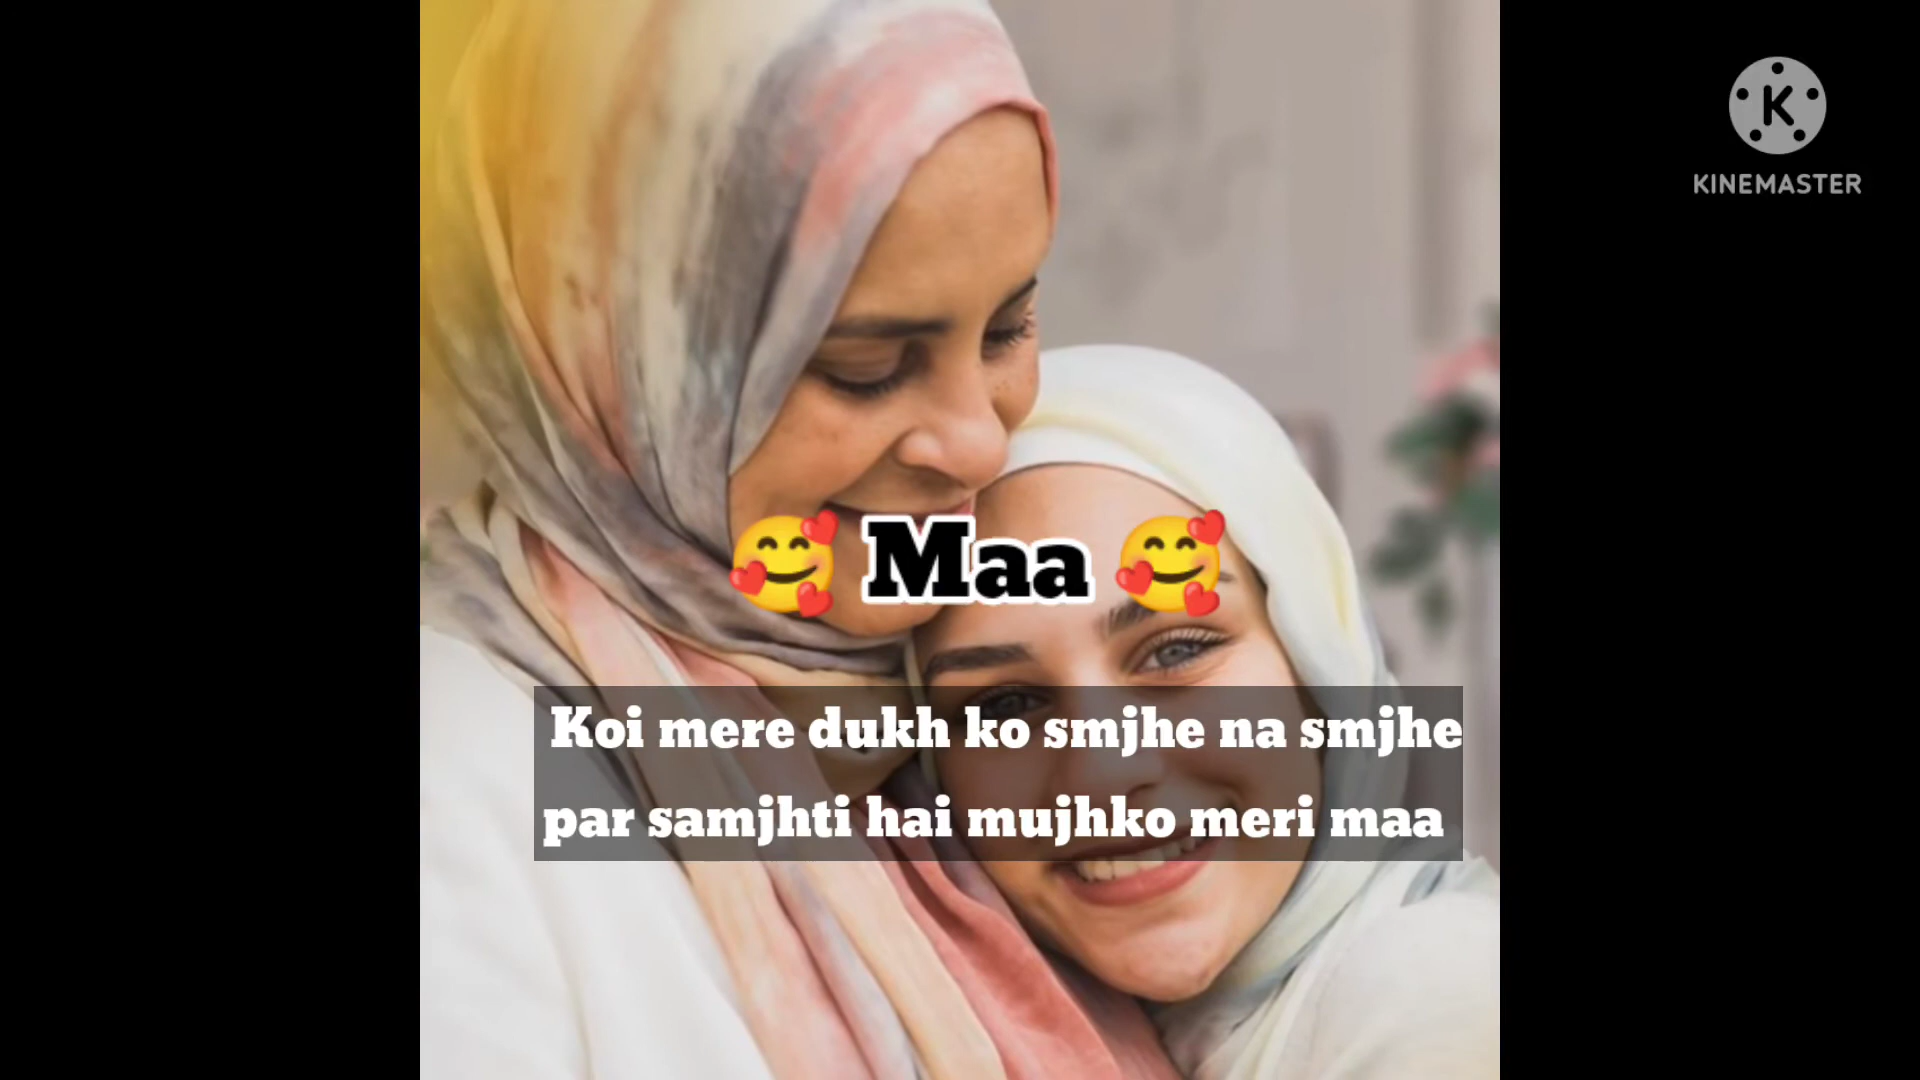 KINEMASTER
🥰 Maa 🥰
Koi mere dukh ko smjhe na smjhe
par samjhti hai mujhko meri maa